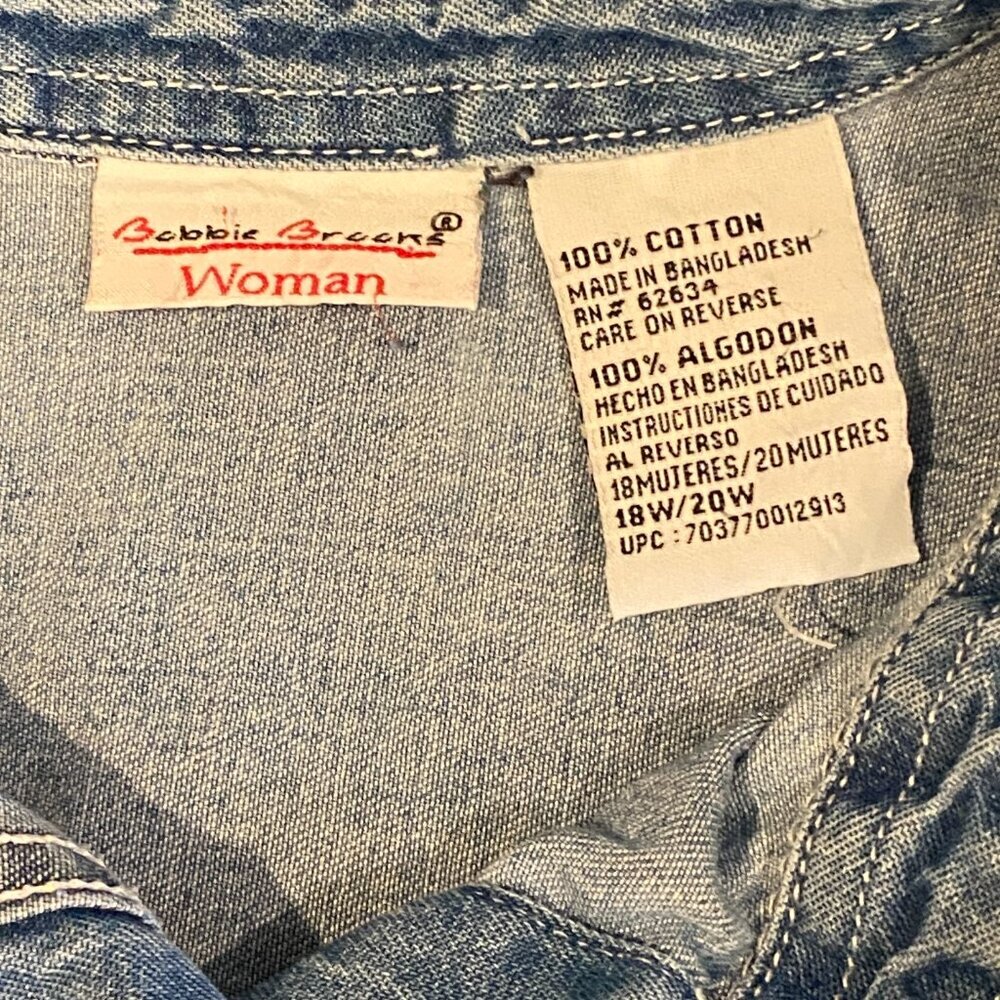 Bobbie Brooks®
Woman
100% COTTON
MADE IN BANGLADESH
RN# 62634
CARE ON REVERSE
100% ALGODON
HECHO EN BANGLADESH
INSTRUCTIONES DE CUIDADO
AL REVERSO
18MUJERES/20MUJERES
18W/20W
UPC :703770012913